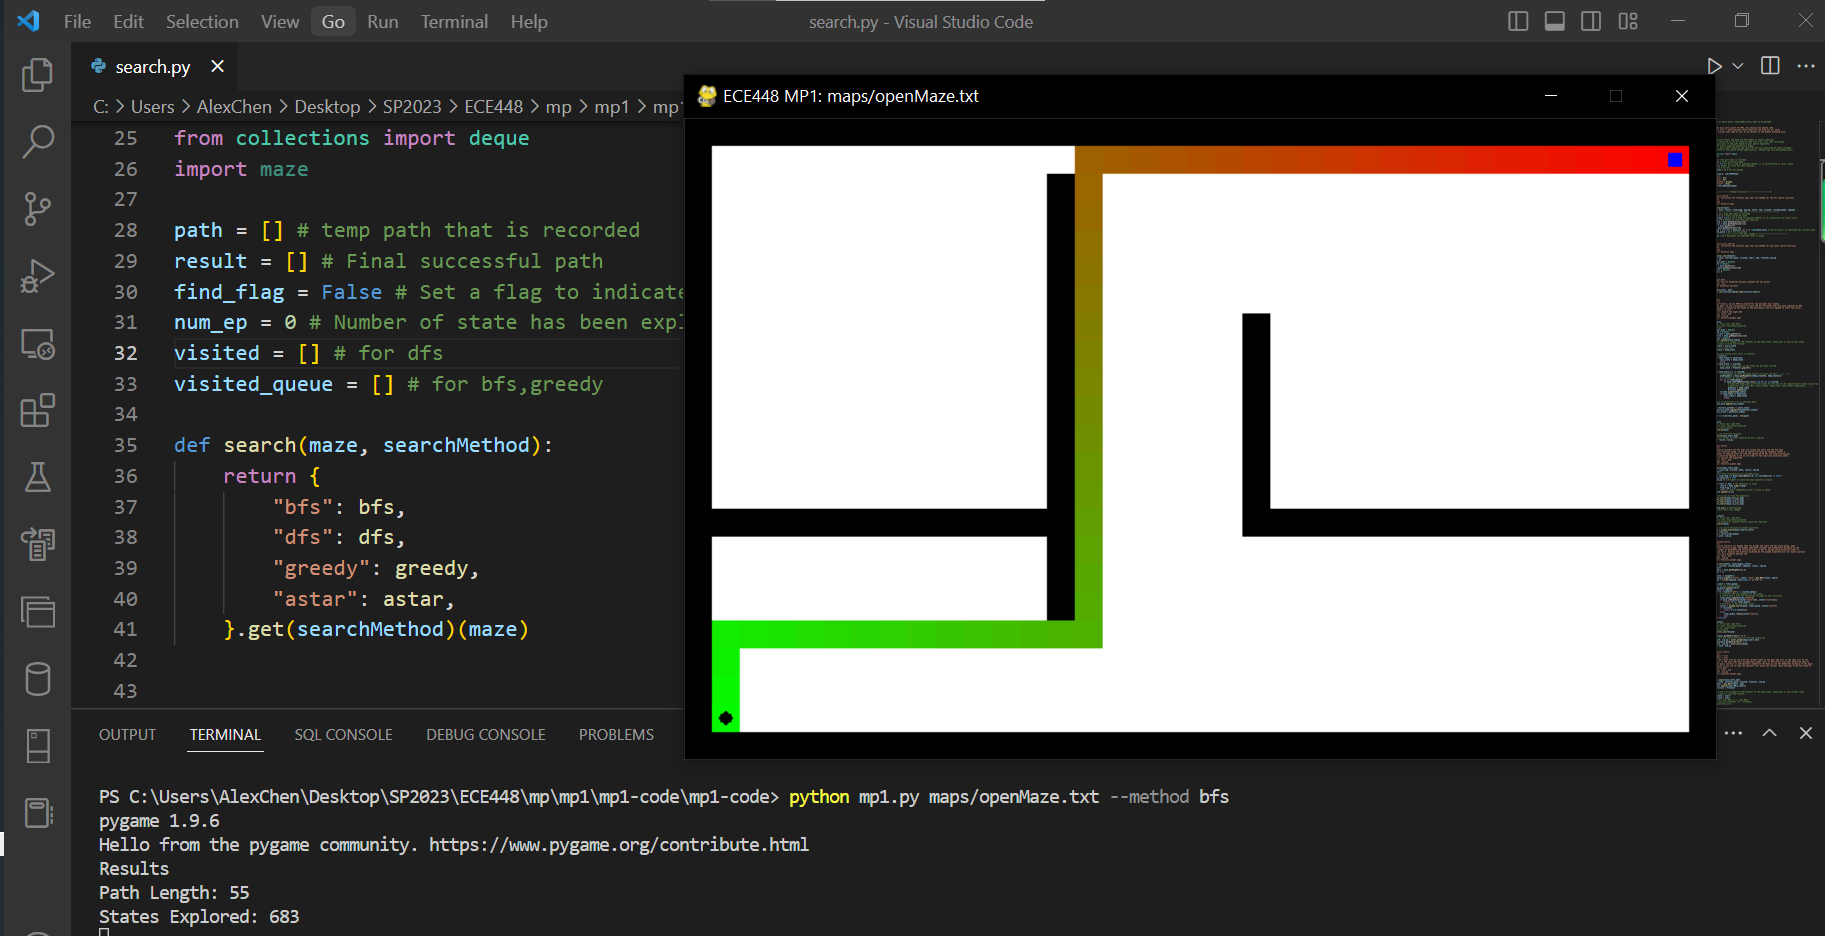 File Edit Selection View Go Run Terminal Help
search.py - Visual Studio Code
search.py
C: > Users > AlexChen > Desktop > SP2023 > ECE448 > mp > mp1 > mp1
ECE448 MP1: maps/openMaze.txt
25 from collections import deque
26 import maze
27
28 path = [] # temp path that is recorded
29 result = [] # Final successful path
30 find_flag = False # Set a flag to indicate
31 num_ep = 0 # Number of state has been expl
32 visited = [] # for dfs
33 visited_queue = [] # for bfs,greedy
34
35 def search(maze, searchMethod):
36 return {
37 "bfs": bfs,
38 "dfs": dfs,
39 "greedy": greedy,
40 "astar": astar,
41 }.get(searchMethod)(maze)
42
43
OUTPUT TERMINAL SQL CONSOLE DEBUG CONSOLE PROBLEMS
PS C:\Users\AlexChen\Desktop\SP2023\ECE448\mp\mp1\mp1-code\mp1-code> python mp1.py maps/openMaze.txt --method bfs
pygame 1.9.6
Hello from the pygame community. https://www.pygame.org/contribute.html
Results
Path Length: 55
States Explored: 683